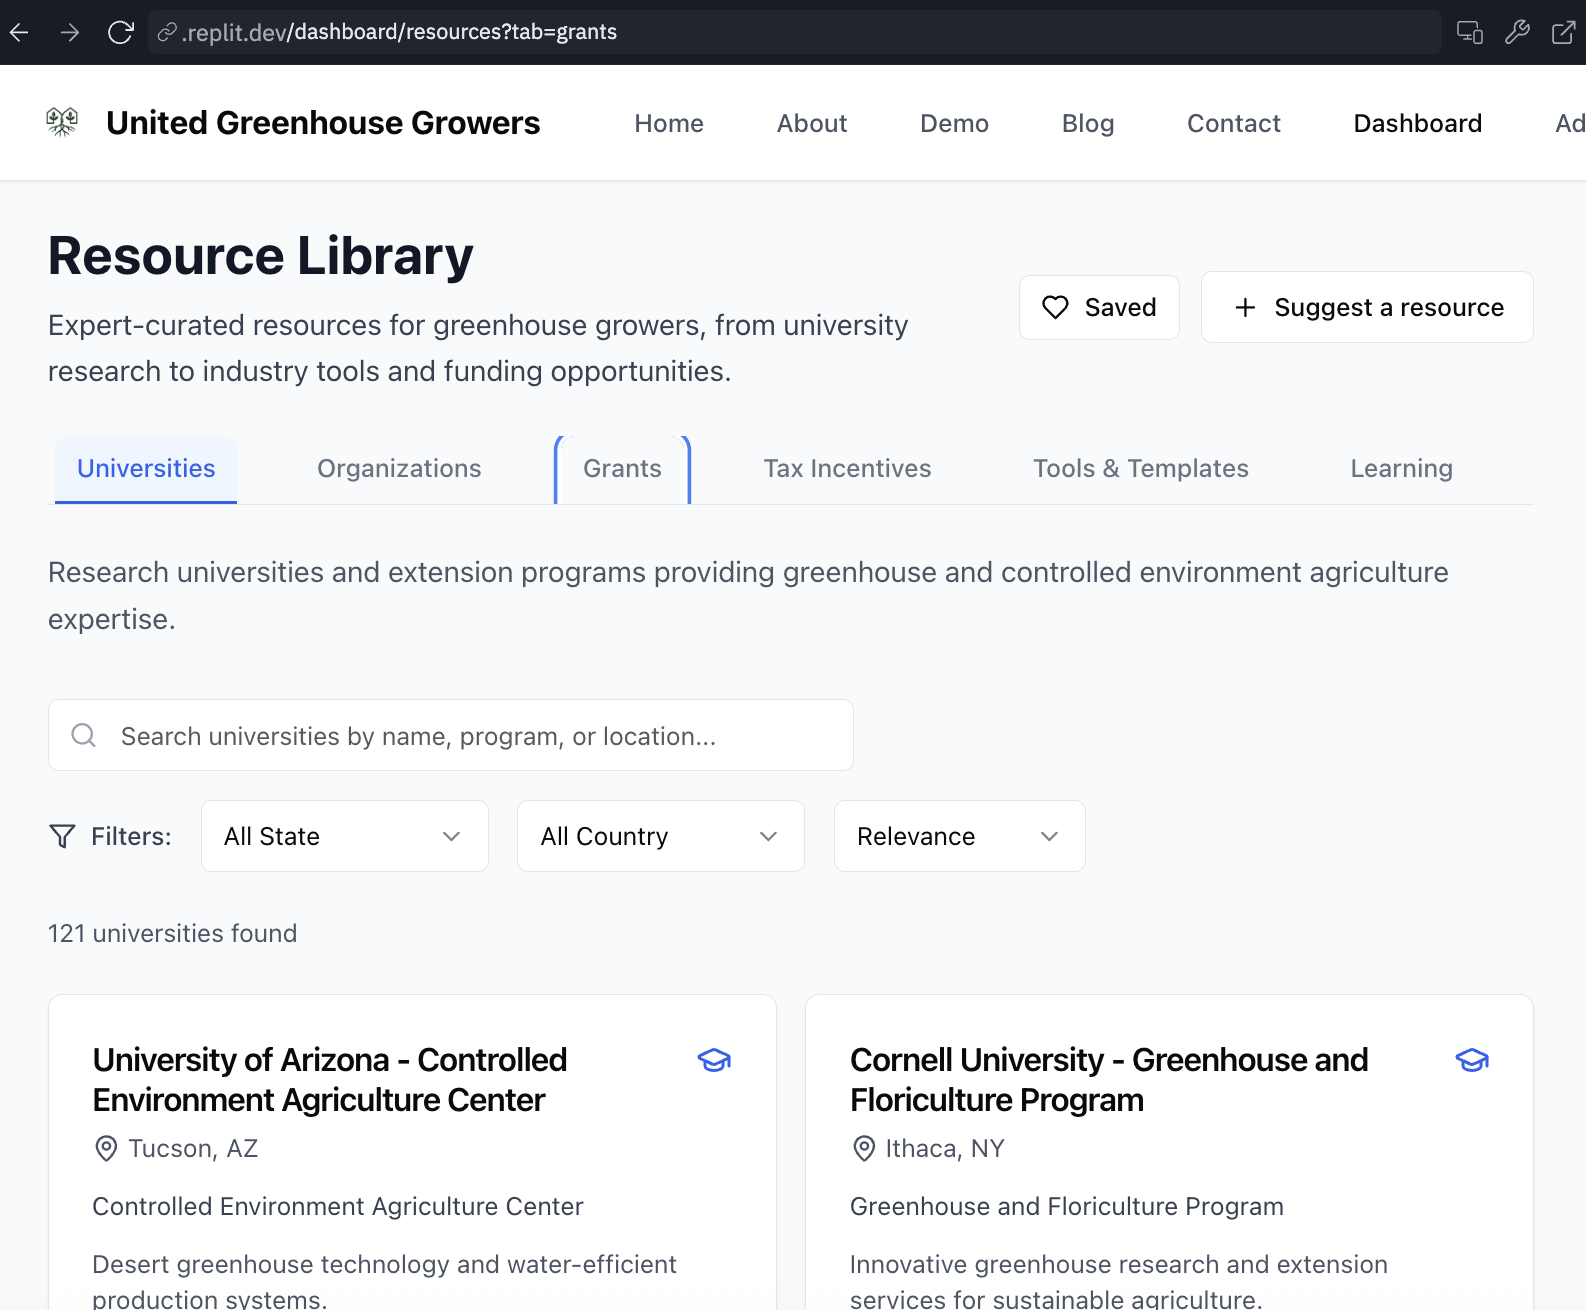 .replit.dev/dashboard/resources?tab=grants
United Greenhouse Growers
Home
About
Demo
Blog
Contact
Dashboard
Ad
Resource Library
Expert-curated resources for greenhouse growers, from university
research to industry tools and funding opportunities.
Saved
Suggest a resource
Universities
Organizations
Grants
Tax Incentives
Tools & Templates
Learning
Research universities and extension programs providing greenhouse and controlled environment agriculture
expertise.
Search universities by name, program, or location...
Filters:
All State
All Country
Relevance
121 universities found
University of Arizona - Controlled
Environment Agriculture Center
Tucson, AZ
Controlled Environment Agriculture Center
Desert greenhouse technology and water-efficient
production systems.
Cornell University - Greenhouse and
Floriculture Program
Ithaca, NY
Greenhouse and Floriculture Program
Innovative greenhouse research and extension
services for sustainable agriculture.